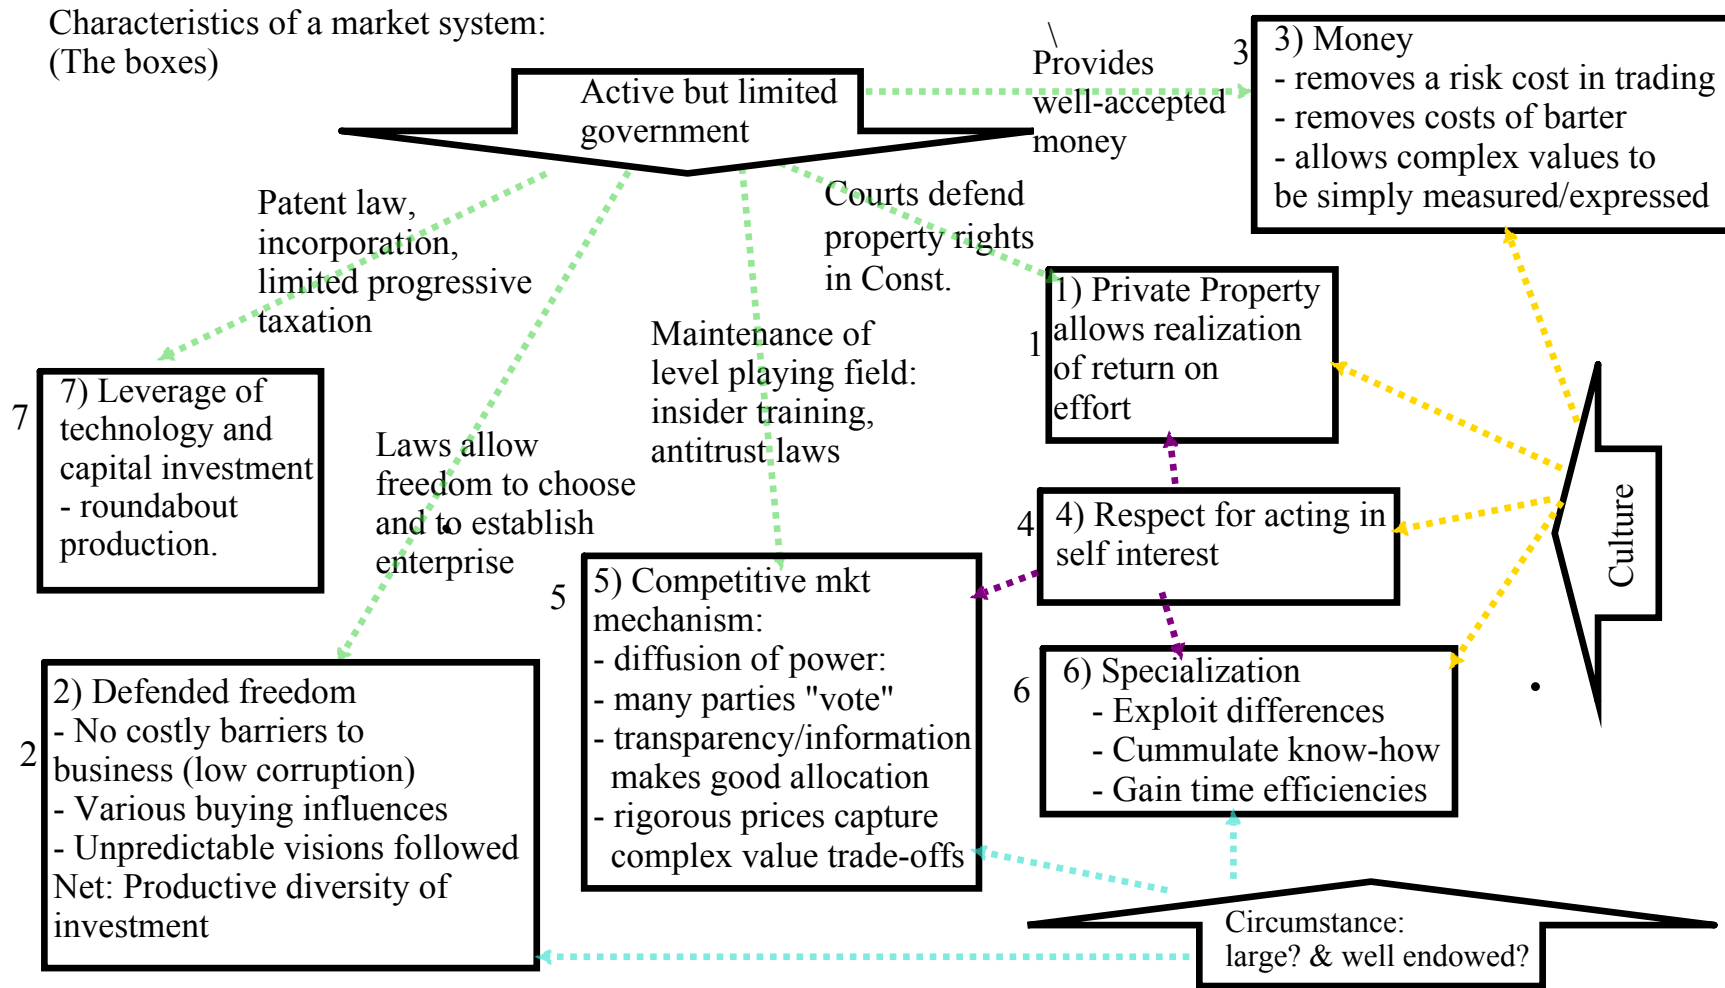 Characteristics of a market system:
(The boxes)
Active but limited
government
\
Provides
well-accepted
money
3
3) Money
- removes a risk cost in trading
- removes costs of barter
- allows complex values to
be simply measured/expressed
Patent law,
incorporation,
limited progressive
taxation
Courts defend
property rights
in Const.
1
1) Private Property
allows realization
of return on
effort
Maintenance of
level playing field:
insider training,
antitrust laws
7
7) Leverage of
technology and
capital investment
- roundabout
production.
Laws allow
freedom to choose
and to establish
enterprise
4
4) Respect for acting in
self interest
Culture
5
5) Competitive mkt
mechanism:
- diffusion of power:
- many parties "vote"
- transparency/information
makes good allocation
- rigorous prices capture
complex value trade-offs
6
6) Specialization
- Exploit differences
- Cummulate know-how
- Gain time efficiencies
2
2) Defended freedom
- No costly barriers to
business (low corruption)
- Various buying influences
- Unpredictable visions followed
Net: Productive diversity of
investment
Circumstance:
large? & well endowed?